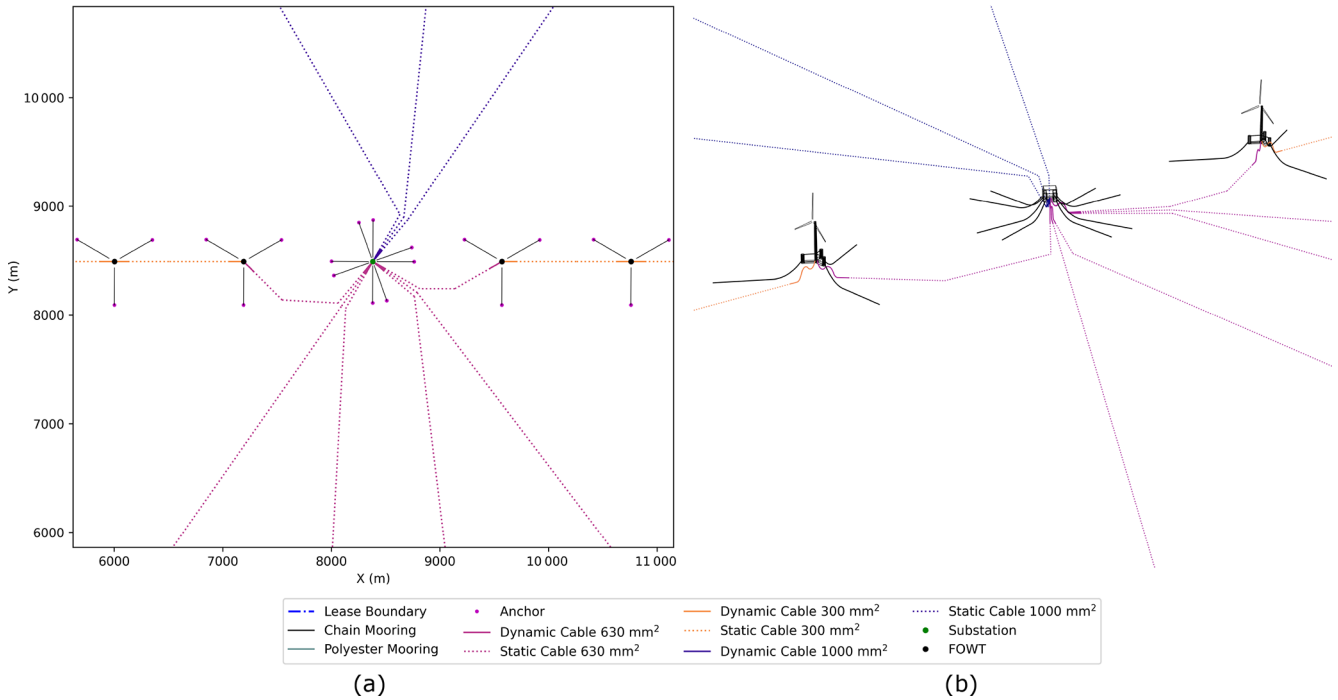 10 000
9000
8000
7000
6000
Y (m)
6000 7000 8000 9000 10 000 11 000
X (m)
Lease Boundary
Chain Mooring
Polyester Mooring
Anchor
Dynamic Cable 630 mm²
Static Cable 630 mm²
Dynamic Cable 300 mm²
Static Cable 300 mm²
Dynamic Cable 1000 mm²
Static Cable 1000 mm²
Substation
FOWT
(a) (b)